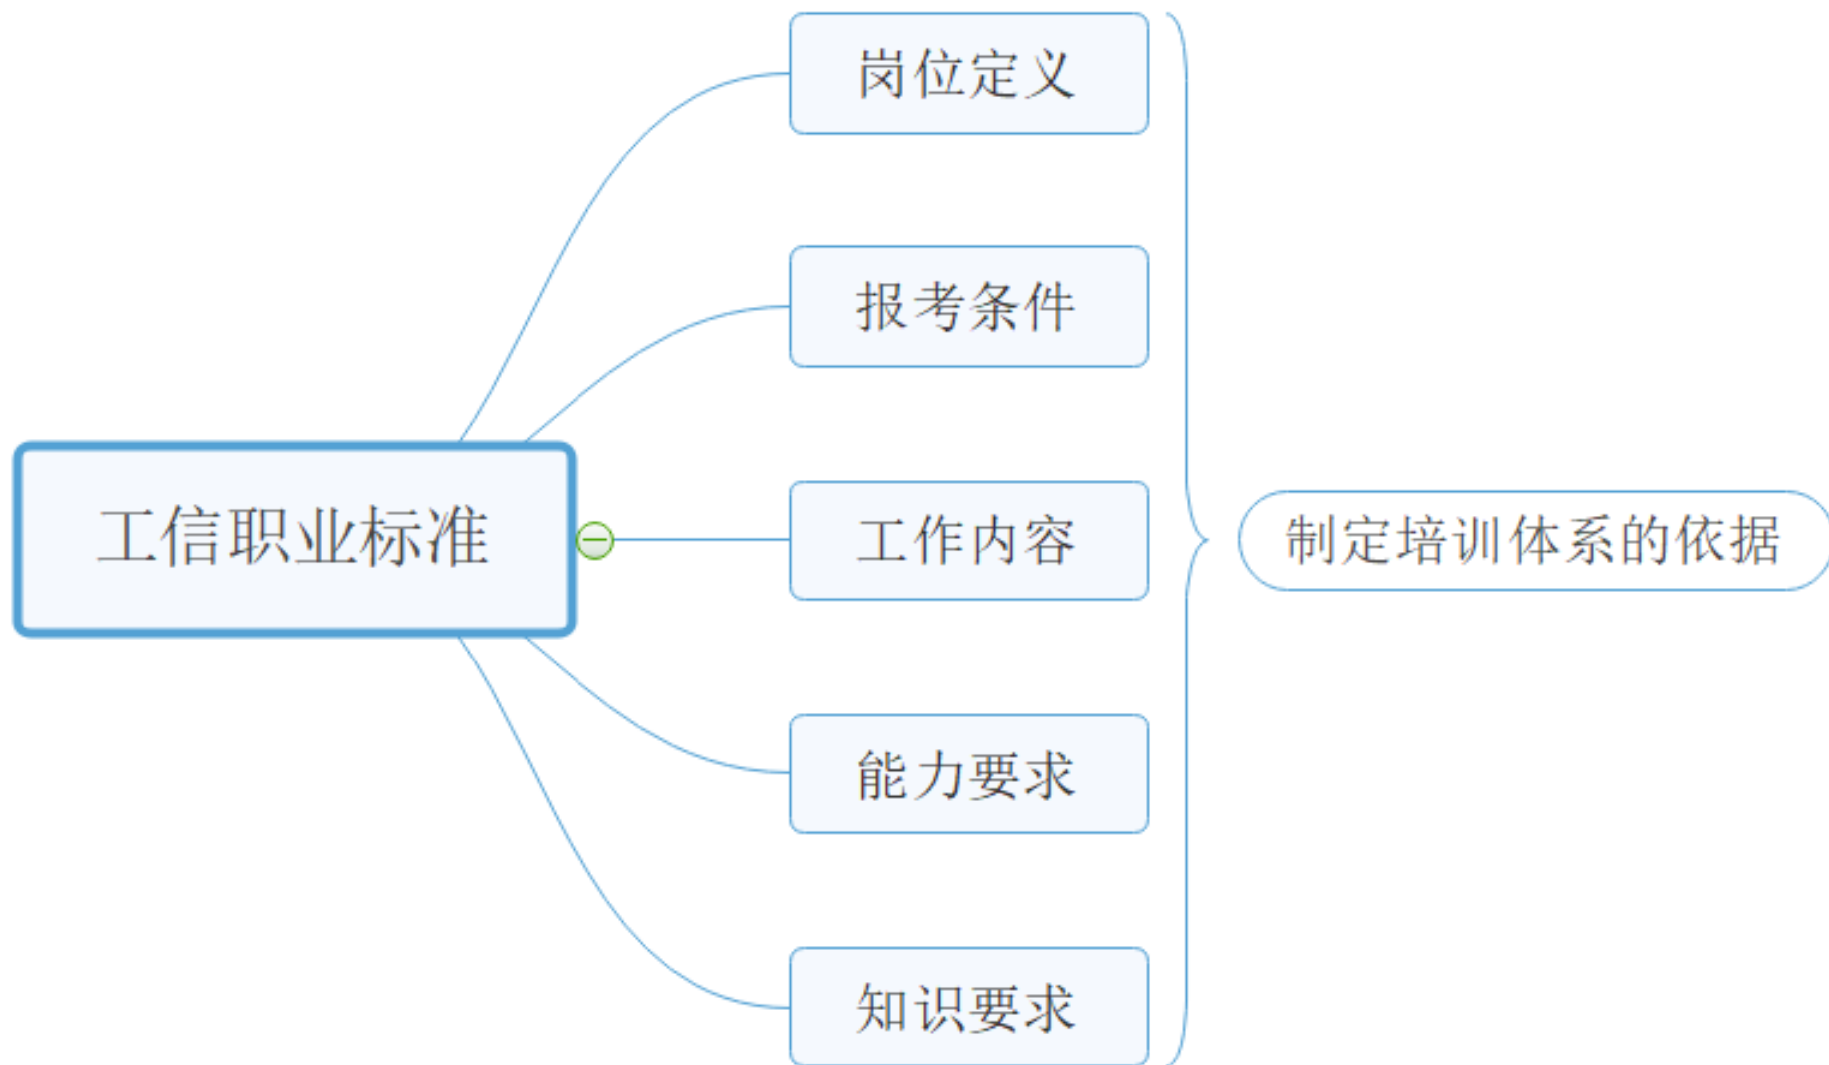 工信职业标准
岗位定义
报考条件
工作内容
能力要求
知识要求
制定培训体系的依据